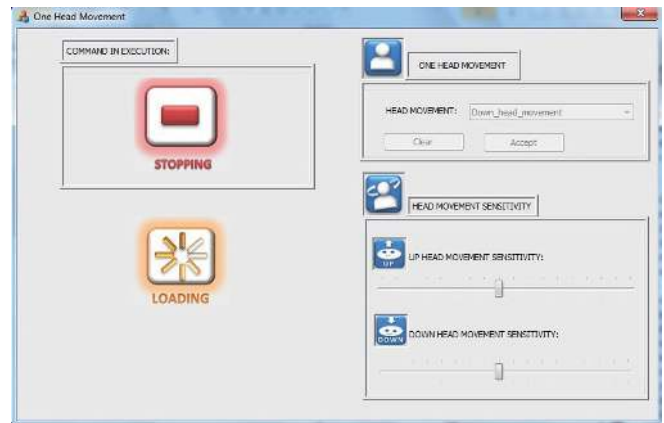 One Head Movement
COMMAND IN EXECUTION:
STOPPING
LOADING
ONE HEAD MOVEMENT
HEAD MOVEMENT: Down_head_movement
Clear Accept
HEAD MOVEMENT SENSITIVITY
UP
UP HEAD MOVEMENT SENSITIVITY:
DOWN
DOWN HEAD MOVEMENT SENSITIVITY: